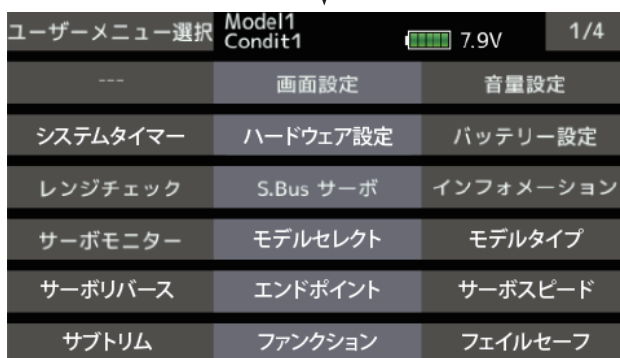 ユーザーメニュー選択 Model1 Condit1 7.9V 1/4
--- 画面設定 音量設定
システムタイマー ハードウェア設定 バッテリー設定
レンジチェック S.Bus サーボ インフォメーション
サーボモニター モデルセレクト モデルタイプ
サーボリバース エンドポイント サーボスピード
サブトリム ファンクション フェイルセーフ